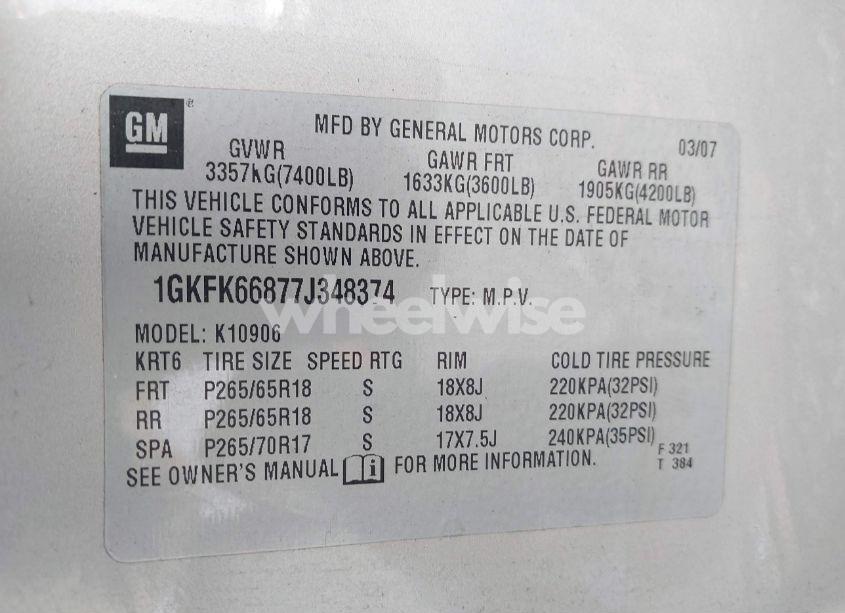 GM
MFD BY GENERAL MOTORS CORP. 03/07
GVWR GAWR FRT GAWR RR
3357KG(7400LB) 1633KG(3600LB) 1905KG(4200LB)
THIS VEHICLE CONFORMS TO ALL APPLICABLE U.S. FEDERAL MOTOR
VEHICLE SAFETY STANDARDS IN EFFECT ON THE DATE OF
MANUFACTURE SHOWN ABOVE.
1GKFK66877J348374 TYPE: M.P.V.
wheelwise
MODEL: K10906
KRT6 TIRE SIZE SPEED RTG RIM COLD TIRE PRESSURE
FRT P265/65R18 S 18X8J 220KPA(32PSI)
RR P265/65R18 S 18X8J 220KPA(32PSI)
SPA P265/70R17 S 17X7.5J 240KPA(35PSI)
F 321
SEE OWNER'S MANUAL i FOR MORE INFORMATION. T 384